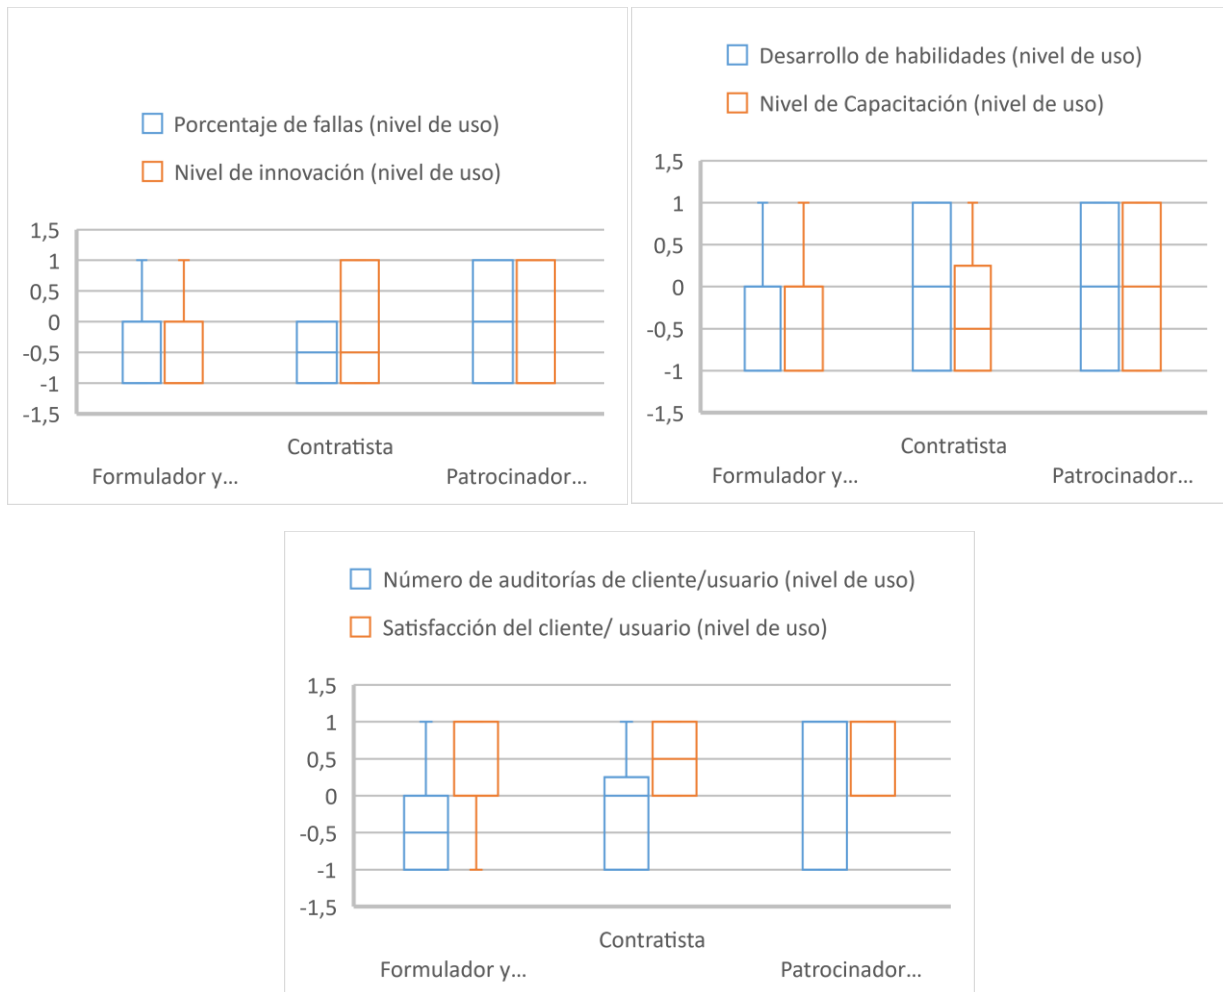 Porcentaje de fallas (nivel de uso)
Nivel de innovación (nivel de uso)
1,5
1
0,5
0
-0,5
-1
-1,5
Contratista
Formulador y...
Patrocinador...
Desarrollo de habilidades (nivel de uso)
Nivel de Capacitación (nivel de uso)
1,5
1
0,5
0
-0,5
-1
-1,5
Contratista
Formulador y...
Patrocinador...
Número de auditorías de cliente/usuario (nivel de uso)
Satisfacción del cliente/ usuario (nivel de uso)
1,5
1
0,5
0
-0,5
-1
-1,5
Contratista
Formulador y...
Patrocinador...